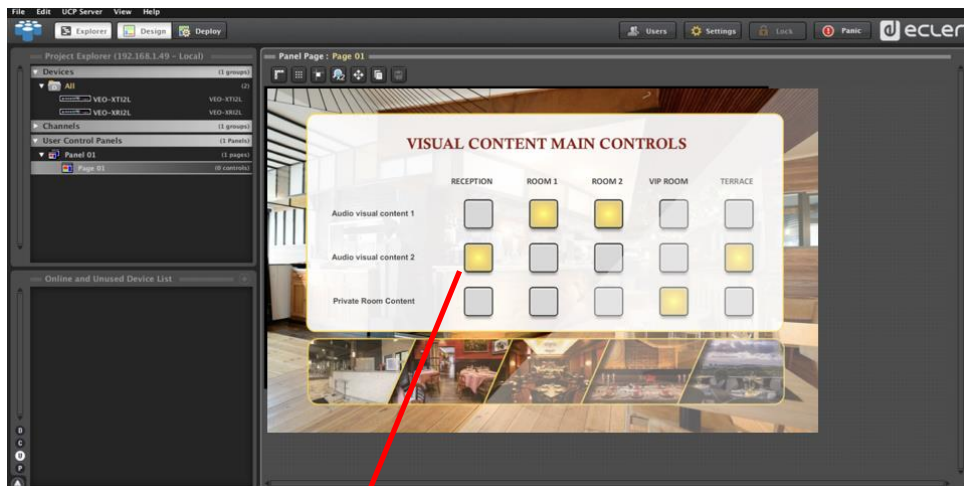 File Edit UCP Server View Help
Explorer Design Deploy Users Settings Lock Panic ecler
Project Explorer (192.168.1.49 - Local)
Devices (1 groups)
All (2)
VEO-XTI2L VEO-XTI2L
VEO-XRI2L VEO-XRI2L
Channels (1 groups)
User Control Panels (1 Panels)
Panel 01 (1 pages)
Page 01 (0 controls)
Online and Unused Device List
D
C
U
P
Panel Page : Page 01
VISUAL CONTENT MAIN CONTROLS
RECEPTION ROOM 1 ROOM 2 VIP ROOM TERRACE
Audio visual content 1
Audio visual content 2
Private Room Content